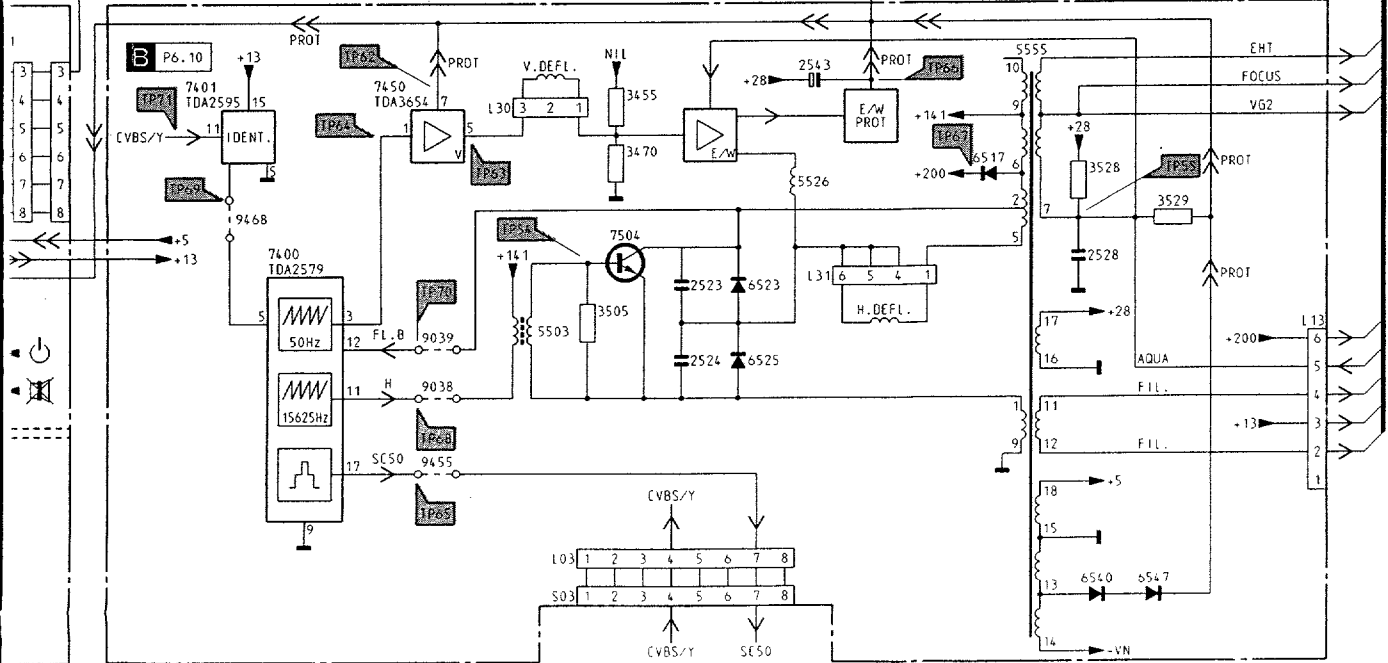 PROT
1
B P6.10
+13
TP71
7401
TDA2595
15
11
CVBS/Y
IDENT.
5
TP69
9468
TP62
7
PROT
7450
TDA3654
TP64
1
5
V
TP63
V.DEFL.
L30 3 2 1
NIL
3455
3470
+28
2543
TP66
E/W
PROT
E/W
5526
5555
10
9
+141
TP67
6517
6
+200
2
5
EHT
FOCUS
VG2
+28
3528
TP55
PROT
7
3529
2528
PROT
3 3
4 4
5 5
6 6
7 7
8 8
+5
+13
7400
TDA2579
5
50Hz
3
12
FL.B
TP70
9039
15625Hz
11
H
9038
TP68
17
SC50
9455
TP65
9
TP54
+141
7504
5503
3505
2523
6523
2524
6525
L31 6 5 4 1
H.DEFL.
17
+28
16
1
9
11
12
FIL.
FIL.
AQUA
L13
+200
6
5
4
+13
3
2
1
18
+5
15
13
6540
6547
14
-VN
CVBS/Y
L03 1 2 3 4 5 6 7 8
S03 1 2 3 4 5 6 7 8
CVBS/Y
SC50